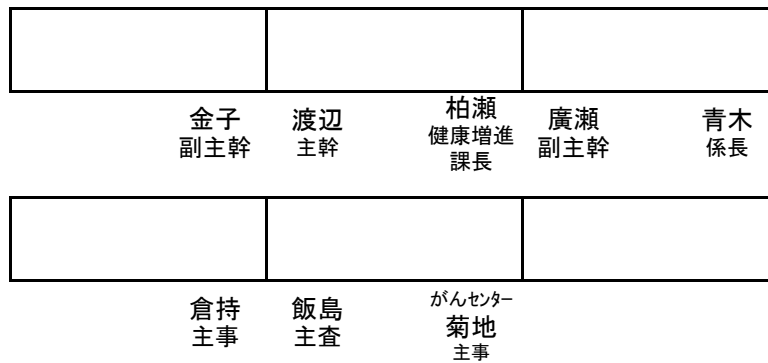 金子
副主幹
渡辺
主幹
柏瀬
健康増進
課長
廣瀬
副主幹
青木
係長
倉持
主事
飯島
主査
がんセンター
菊地
主事